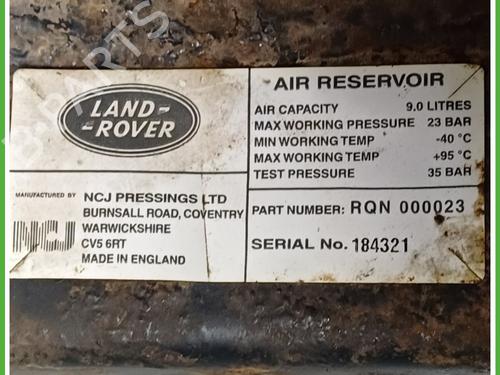 LAND-
-ROVER
AIR RESERVOIR
AIR CAPACITY 9.0 LITRES
MAX WORKING PRESSURE 23 BAR
MIN WORKING TEMP -40 °C
MAX WORKING TEMP +95 °C
TEST PRESSURE 35 BAR
MANUFACTURED BY
NCJ
NCJ PRESSINGS LTD
BURNSALL ROAD, COVENTRY
WARWICKSHIRE
CV5 6RT
MADE IN ENGLAND
PART NUMBER: RQN 000023
SERIAL No. 184321
B-PARTS